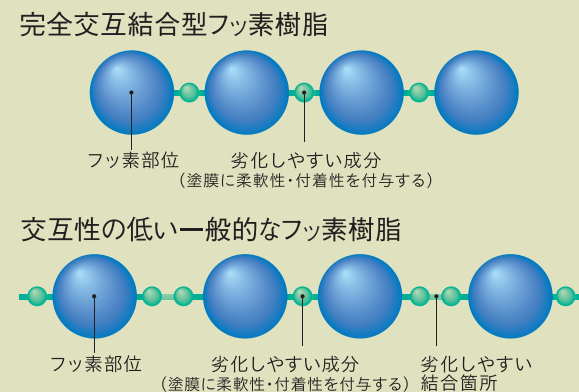 完全交互結合型フッ素樹脂
フッ素部位
劣化しやすい成分
（塗膜に柔軟性・付着性を付与する）
交互性の低い一般的なフッ素樹脂
フッ素部位
劣化しやすい成分
（塗膜に柔軟性・付着性を付与する）
劣化しやすい
結合箇所